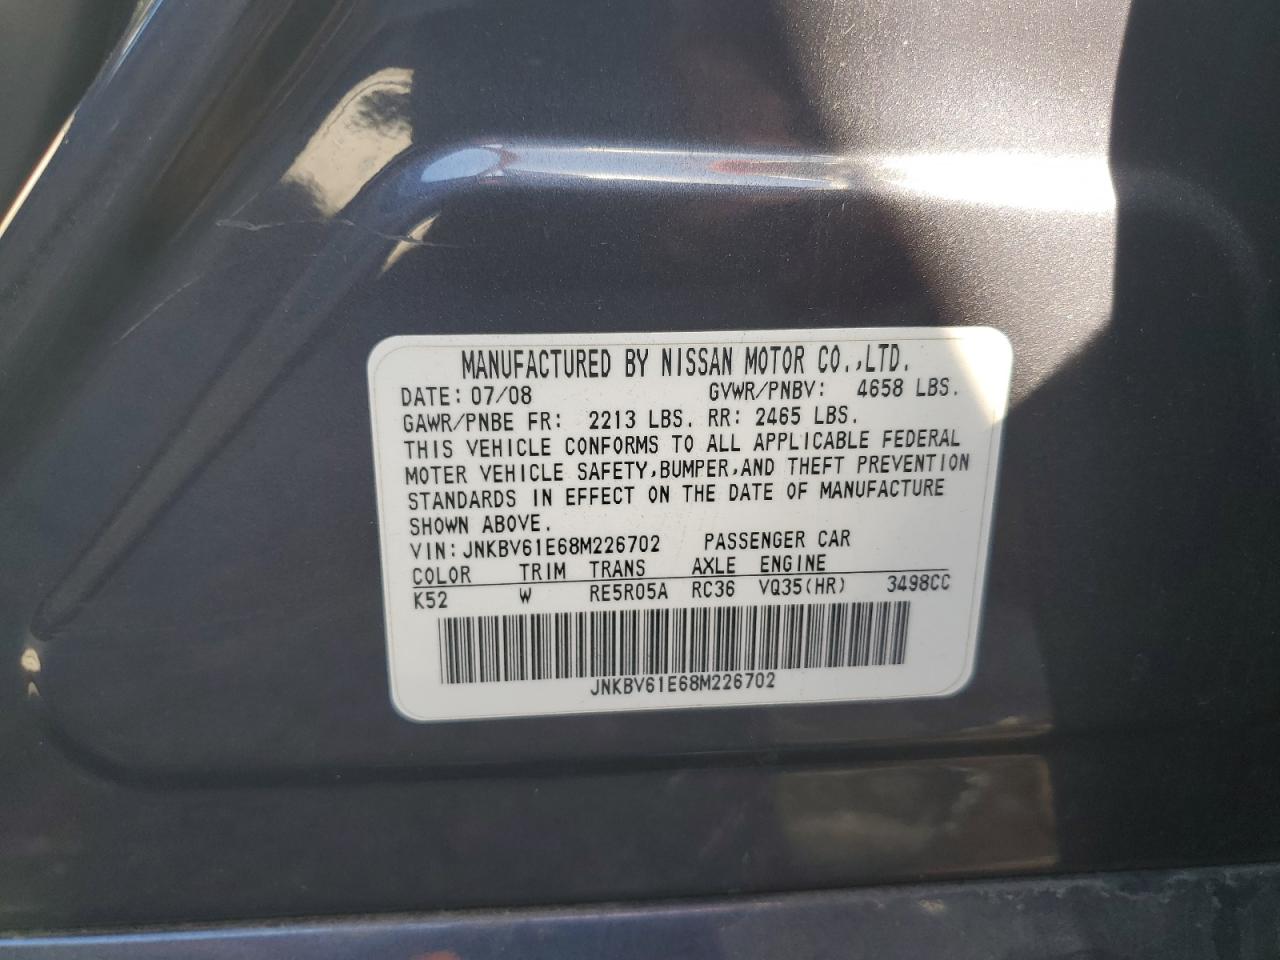 MANUFACTURED BY NISSAN MOTOR CO.,LTD.
DATE: 07/08 GVWR/PNBV: 4658 LBS.
GAWR/PNBE FR: 2213 LBS. RR: 2465 LBS.
THIS VEHICLE CONFORMS TO ALL APPLICABLE FEDERAL
MOTER VEHICLE SAFETY,BUMPER,AND THEFT PREVENTION
STANDARDS IN EFFECT ON THE DATE OF MANUFACTURE
SHOWN ABOVE.
VIN:JNKBV61E68M226702 PASSENGER CAR
COLOR TRIM TRANS AXLE ENGINE
K52 W RE5R05A RC36 VQ35(HR) 3498CC
JNKBV61E68M226702